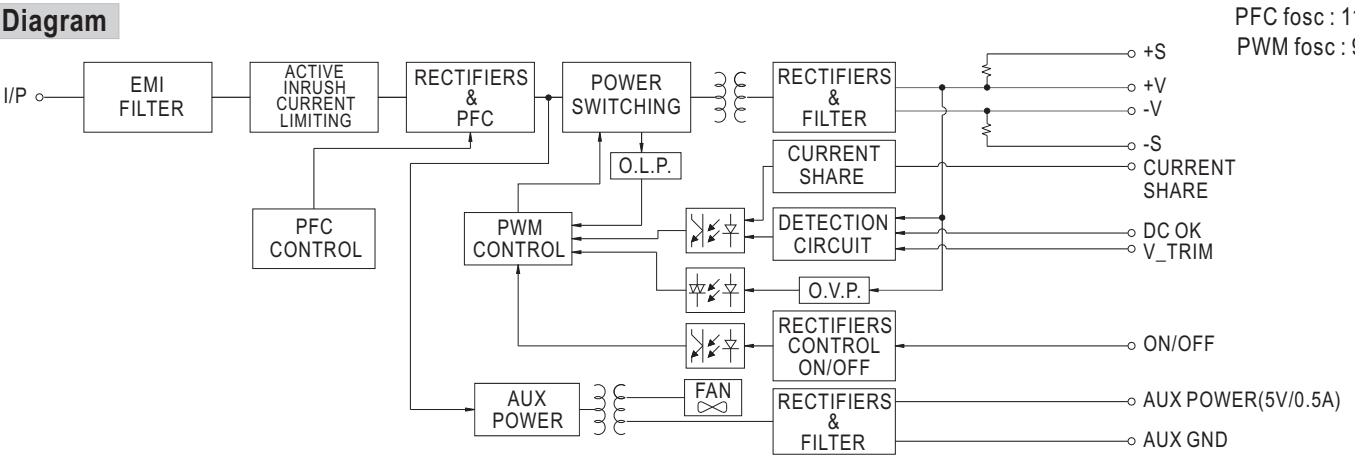 Diagram
PFC fosc : 1
PWM fosc : 9
I/P
EMI
FILTER
ACTIVE
INRUSH
CURRENT
LIMITING
RECTIFIERS
&
PFC
POWER
SWITCHING
RECTIFIERS
&
FILTER
+S
+V
-V
-S
CURRENT
SHARE
O.L.P.
CURRENT
SHARE
PFC
CONTROL
PWM
CONTROL
DETECTION
CIRCUIT
DC OK
V_TRIM
O.V.P.
RECTIFIERS
CONTROL
ON/OFF
ON/OFF
AUX
POWER
FAN
RECTIFIERS
&
FILTER
AUX POWER(5V/0.5A)
AUX GND